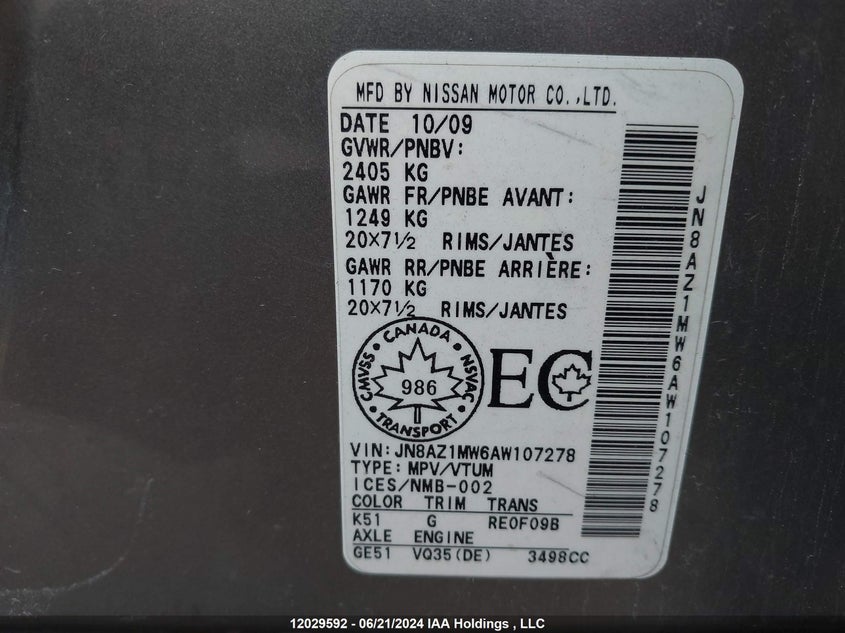 MFD BY NISSAN MOTOR CO.,LTD.
DATE 10/09
GVWR/PNBV:
2405 KG
GAWR FR/PNBE AVANT:
1249 KG
20×7½ RIMS/JANTES
GAWR RR/PNBE ARRIÈRE:
1170 KG
20×7½ RIMS/JANTES
CANADA
CMVSS
NSVAC
986
TRANSPORT
EC
VIN: JN8AZ1MW6AW107278
TYPE: MPV/VTUM
ICES/NMB-002
COLOR TRIM TRANS
K51 G RE0F09B
AXLE ENGINE
GE51 VQ35(DE) 3498CC
JN8AZ1MW6AW107278
12029592 - 06/21/2024 IAA Holdings , LLC